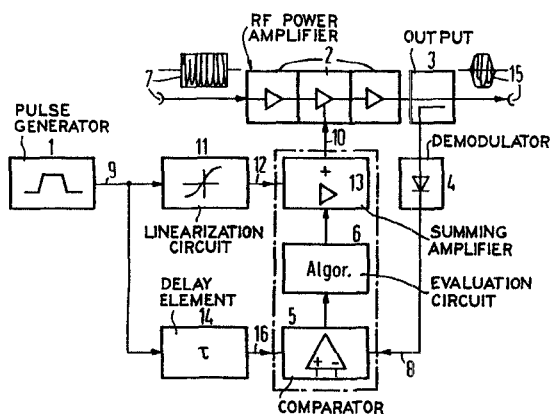 RF POWER
AMPLIFIER
2
OUTPUT
3
7
15
PULSE
GENERATOR
1
9
11
12
LINEARIZATION
CIRCUIT
10
+
13
DEMODULATOR
4
SUMMING
AMPLIFIER
6
Algor.
EVALUATION
CIRCUIT
DELAY
ELEMENT
14
τ
16
5
+ -
8
COMPARATOR